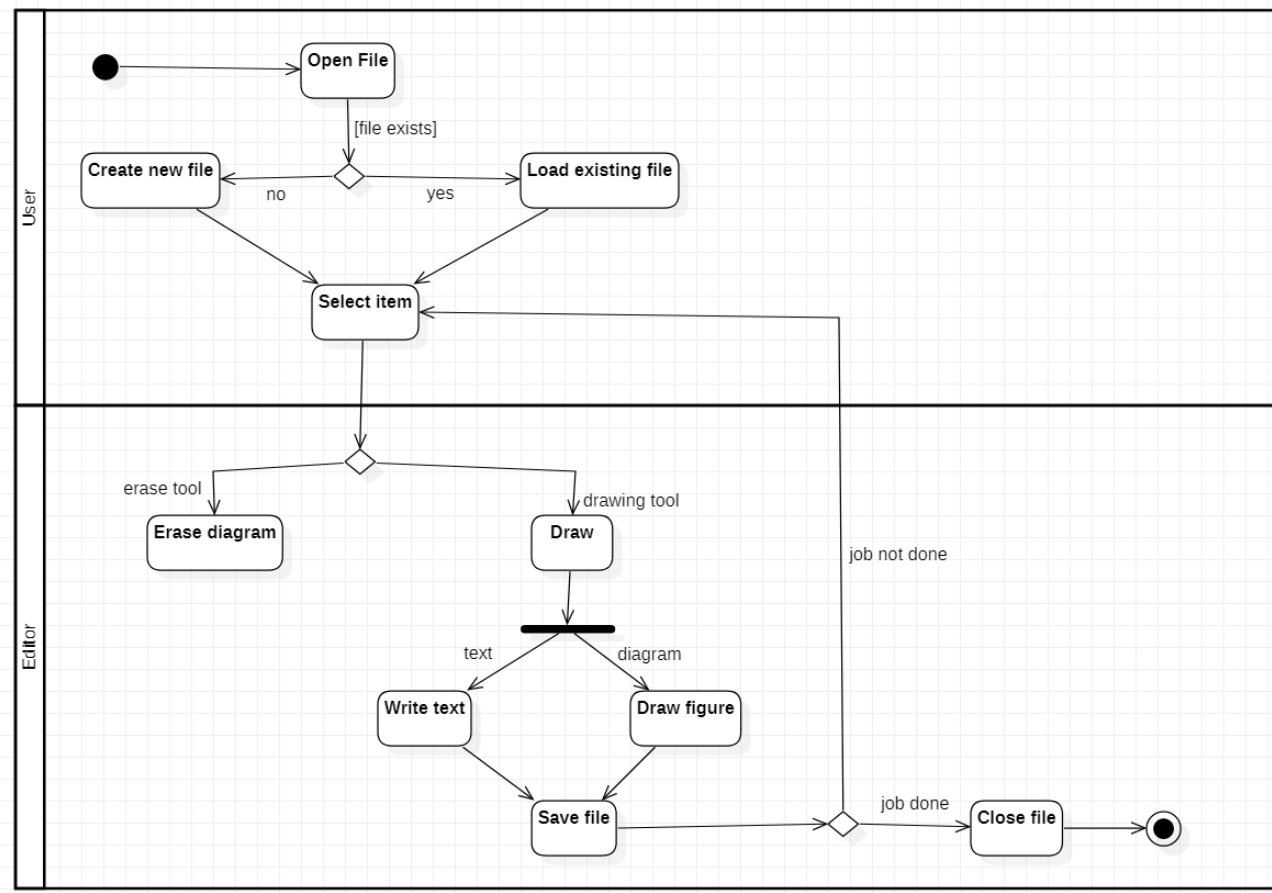 User
Open File
[file exists]
Create new file
Load existing file
no
yes
Select item
Editor
erase tool
drawing tool
Erase diagram
Draw
job not done
text
diagram
Write text
Draw figure
job done
Save file
Close file